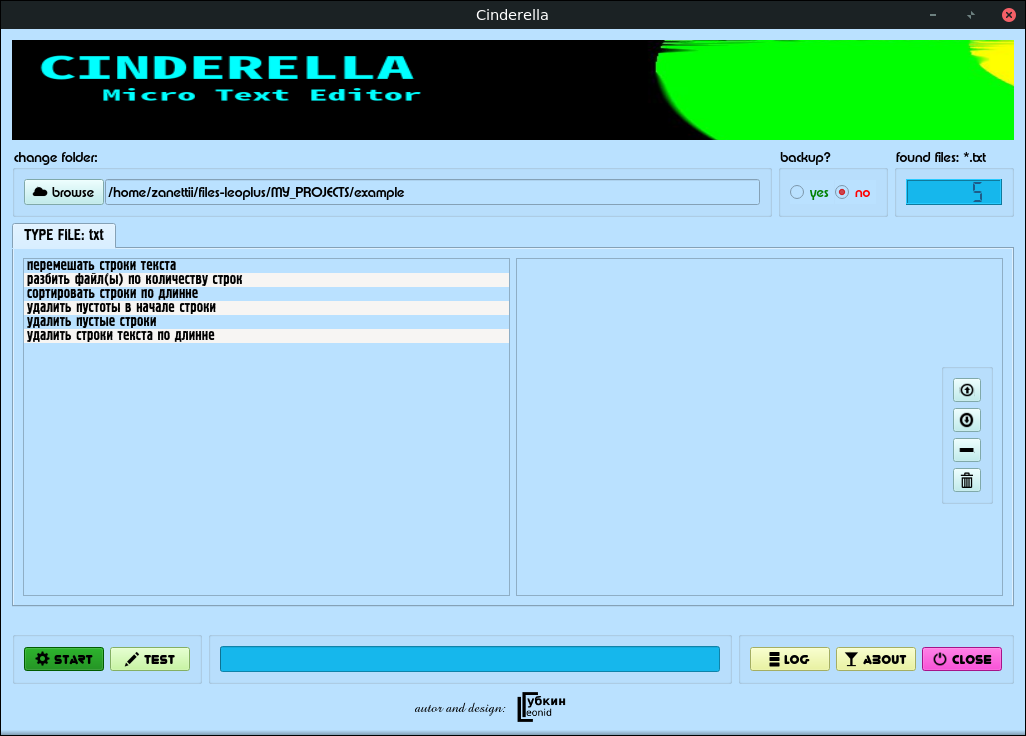 Cinderella
CINDERELLA
Micro Text Editor
change folder:
backup?
found files: *.txt
browse
/home/zanettii/files-leoplus/MY_PROJECTS/example
yes
no
5
TYPE FILE: txt
перемешать строки текста
разбить файл(ы) по количеству строк
сортировать строки по длинне
удалить пустоты в начале строки
удалить пустые строки
удалить строки текста по длинне
START
TEST
LOG
ABOUT
CLOSE
autor and design:
Губкин
Leonid